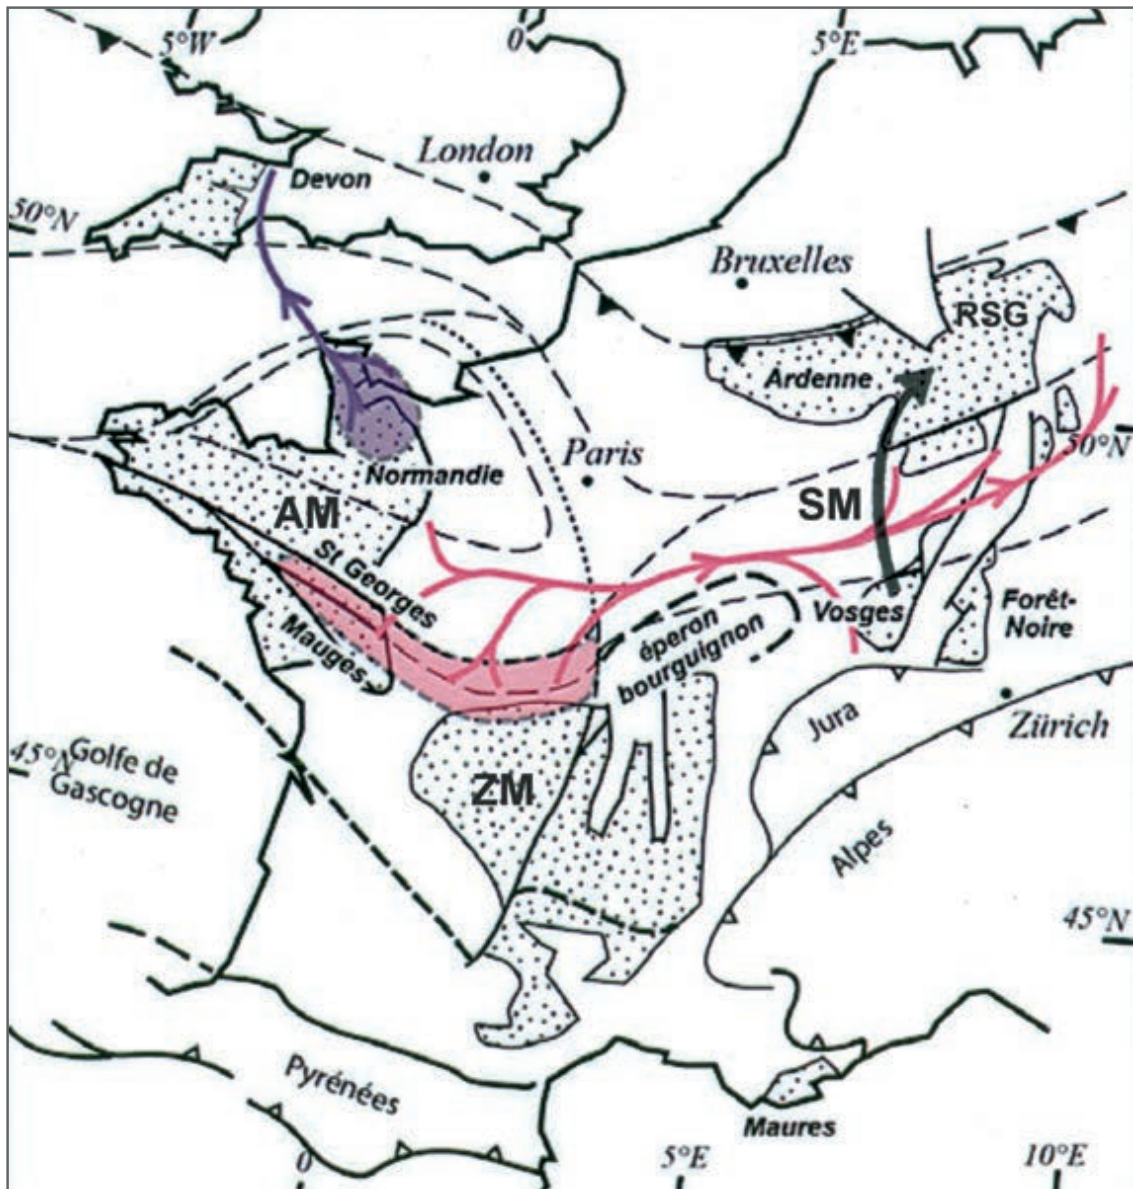 5°W
0
5°E
London
Devon
50°N
Bruxelles
RSG
Ardenne
50°N
Paris
Normandie
AM
SM
St Georges
Mauges
Vosges
Forêt-
Noire
éperon
bourguignon
Jura
Zürich
45°N
Golfe de
Gascogne
ZM
Alpes
45°N
Pyrénées
Maures
0
5°E
10°E